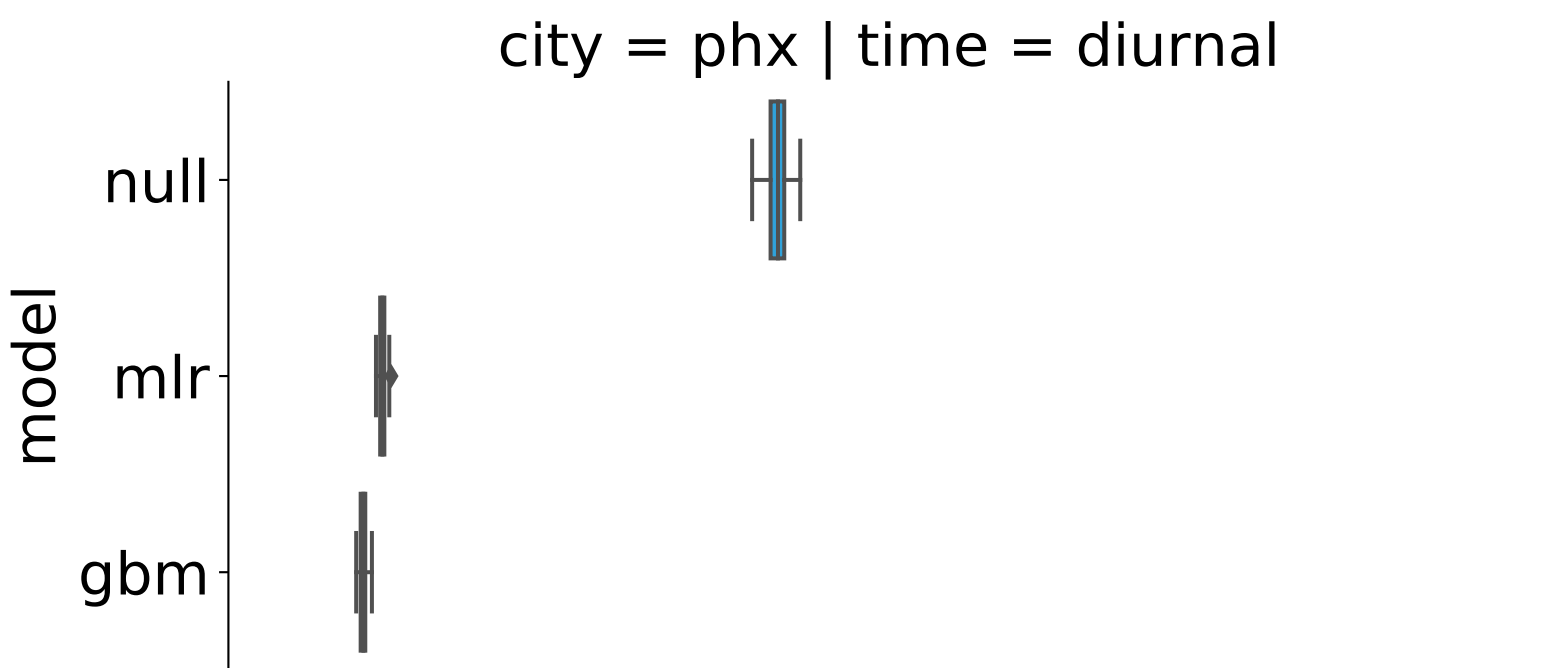 city = phx | time = diurnal
null
mlr
gbm
model